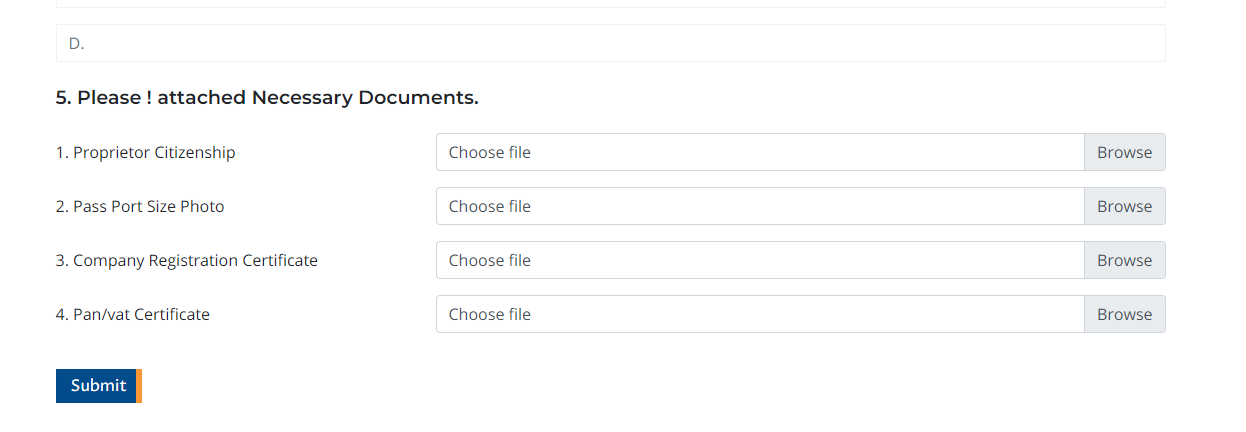 D.
5. Please ! attached Necessary Documents.
1. Proprietor Citizenship Choose file Browse
2. Pass Port Size Photo Choose file Browse
3. Company Registration Certificate Choose file Browse
4. Pan/vat Certificate Choose file Browse
Submit